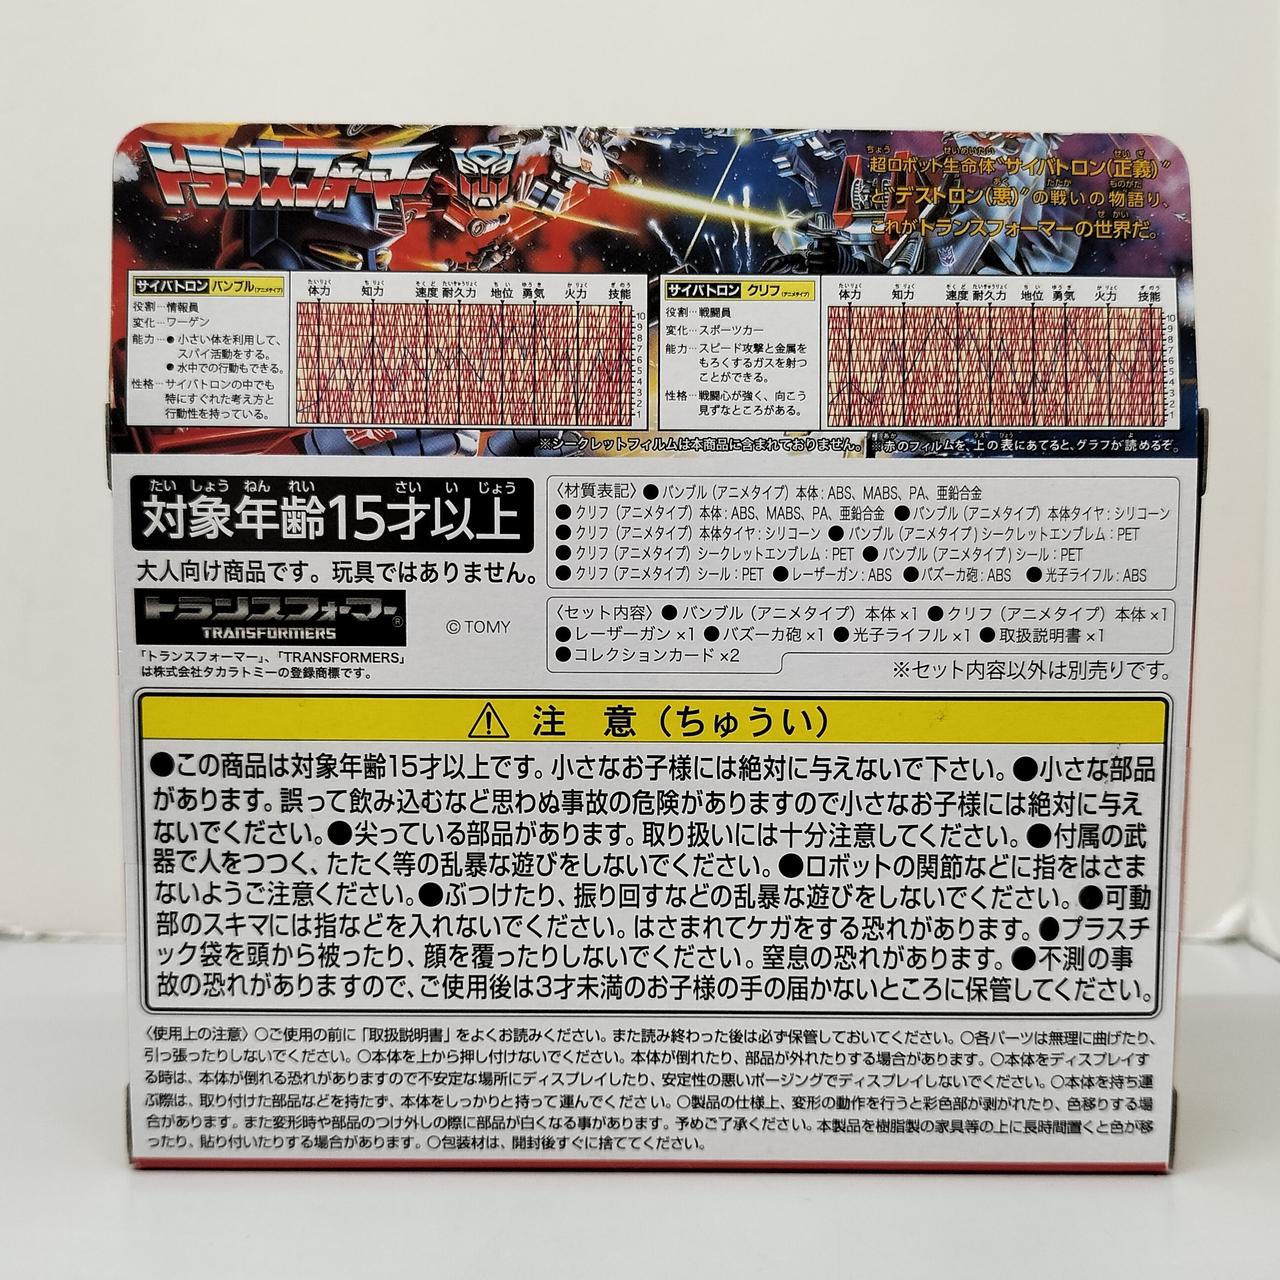 トランスフォーマー
超ロボット生命体"サイバトロン(正義)"
と"デストロン(悪)"の戦いの物語り、
これがトランスフォーマーの世界だ。
サイバトロン バンブル(アニメタイプ)
役割…情報員
変化…ワーゲン
能力…●小さい体を利用して、
スパイ活動をする。
●水中での行動もできる。
性格…サイバトロンの中でも
特にすぐれた考え方と
行動性を持っている。
体力 知力 速度 耐久力 地位 勇気 火力 技能
10
9
8
7
6
5
4
3
2
1
サイバトロン クリフ(アニメタイプ)
役割…戦闘員
変化…スポーツカー
能力…スピード攻撃と金属を
もろくするガスを射つ
ことができる。
性格…戦闘心が強く、向こう
見ずなところがある。
体力 知力 速度 耐久力 地位 勇気 火力 技能
10
9
8
7
6
5
4
3
2
1
※シークレットフィルムは本商品に含まれておりません。
※赤のフィルムを、上の表にあてると、グラフが読めるぞ。
対象年齢15才以上
大人向け商品です。玩具ではありません。
トランスフォーマー®
TRANSFORMERS
© TOMY
「トランスフォーマー」、「TRANSFORMERS」
は株式会社タカラトミーの登録商標です。
〈材質表記〉●バンブル(アニメタイプ)本体:ABS、MABS、PA、亜鉛合金
●クリフ(アニメタイプ)本体:ABS、MABS、PA、亜鉛合金 ●バンブル(アニメタイプ)本体タイヤ:シリコーン
●クリフ(アニメタイプ)本体タイヤ:シリコーン ●バンブル(アニメタイプ)シークレットエンブレム:PET
●クリフ(アニメタイプ)シークレットエンブレム:PET ●バンブル(アニメタイプ)シール:PET
●クリフ(アニメタイプ)シール:PET ●レーザーガン:ABS ●バズーカ砲:ABS ●光子ライフル:ABS
〈セット内容〉●バンブル(アニメタイプ)本体×1 ●クリフ(アニメタイプ)本体×1
●レーザーガン×1 ●バズーカ砲×1 ●光子ライフル×1 ●取扱説明書×1
●コレクションカード×2
※セット内容以外は別売りです。
注意(ちゅうい)
●この商品は対象年齢15才以上です。小さなお子様には絶対に与えないで下さい。●小さな部品
があります。誤って飲み込むなど思わぬ事故の危険がありますので小さなお子様には絶対に与え
ないでください。●尖っている部品があります。取り扱いには十分注意してください。●付属の武
器で人をつつく、たたく等の乱暴な遊びをしないでください。●ロボットの関節などに指をはさま
ないようご注意ください。●ぶつけたり、振り回すなどの乱暴な遊びをしないでください。●可動
部のスキマには指などを入れないでください。はさまれてケガをする恐れがあります。●プラスチ
ック袋を頭から被ったり、顔を覆ったりしないでください。窒息の恐れがあります。●不測の事
故の恐れがありますので、ご使用後は3才未満のお子様の手の届かないところに保管してください。
〈使用上の注意〉○ご使用の前に「取扱説明書」をよくお読みください。また読み終わった後は必ず保管しておいてください。○各パーツは無理に曲げたり、
引っ張ったりしないでください。○本体を上から押し付けないでください。本体が倒れたり、部品が外れたりする場合があります。○本体をディスプレイす
る時は、本体が倒れる恐れがありますので不安定な場所にディスプレイしたり、安定性の悪いポージングでディスプレイしないでください。○本体を持ち運
ぶ際は、取り付けた部品などを持たず、本体をしっかりと持って運んでください。○製品の仕様上、変形の動作を行うと彩色部が剥がれたり、色移りする場
合があります。また変形時や部品のつけ外しの際に部品が白くなる事があります。予めご了承ください。本製品を樹脂製の家具等の上に長時間置くと色が移
ったり、貼り付いたりする場合があります。○包装材は、開封後すぐに捨ててください。